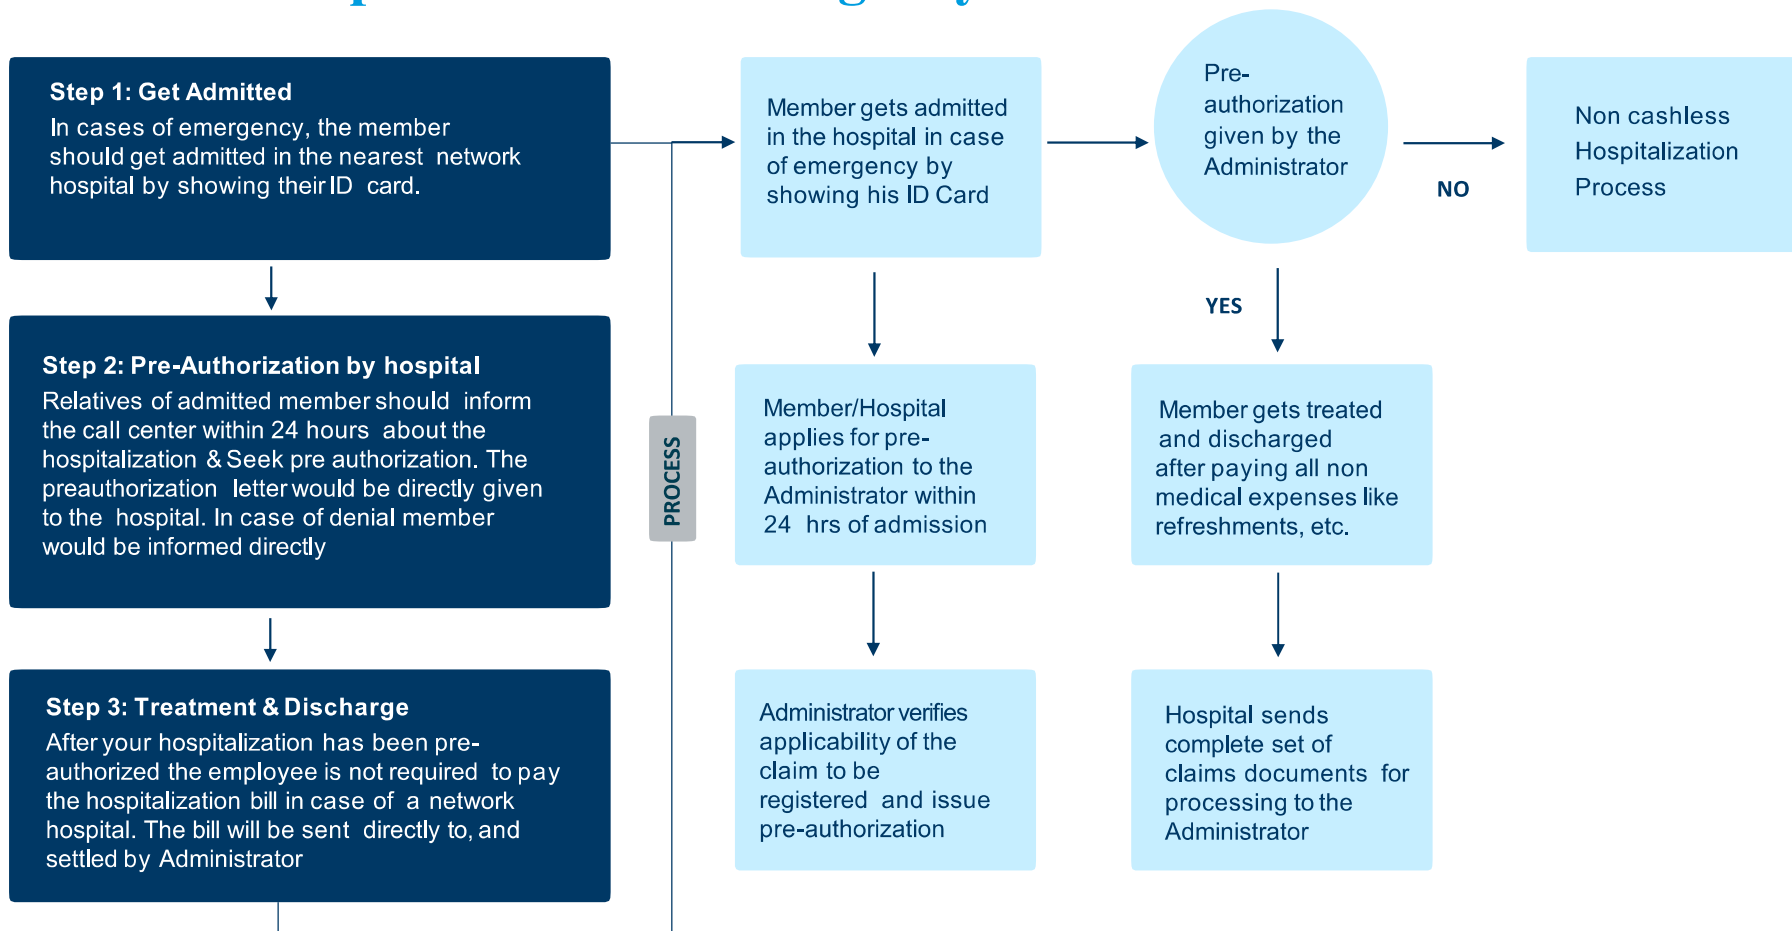 Step 1: Get Admitted
In cases of emergency, the member
should get admitted in the nearest network
hospital by showing their ID card.
Step 2: Pre-Authorization by hospital
Relatives of admitted member should inform
the call center within 24 hours about the
hospitalization & Seek pre authorization. The
preauthorization letter would be directly given
to the hospital. In case of denial member
would be informed directly
Step 3: Treatment & Discharge
After your hospitalization has been pre-
authorized the employee is not required to pay
the hospitalization bill in case of a network
hospital. The bill will be sent directly to, and
settled by Administrator
PROCESS
Member gets admitted
in the hospital in case
of emergency by
showing his ID Card
Member/Hospital
applies for pre-
authorization to the
Administrator within
24 hrs of admission
Administrator verifies
applicability of the
claim to be
registered and issue
pre-authorization
Pre-
authorization
given by the
Administrator
NO
Non cashless
Hospitalization
Process
YES
Member gets treated
and discharged
after paying all non
medical expenses like
refreshments, etc.
Hospital sends
complete set of
claims documents for
processing to the
Administrator